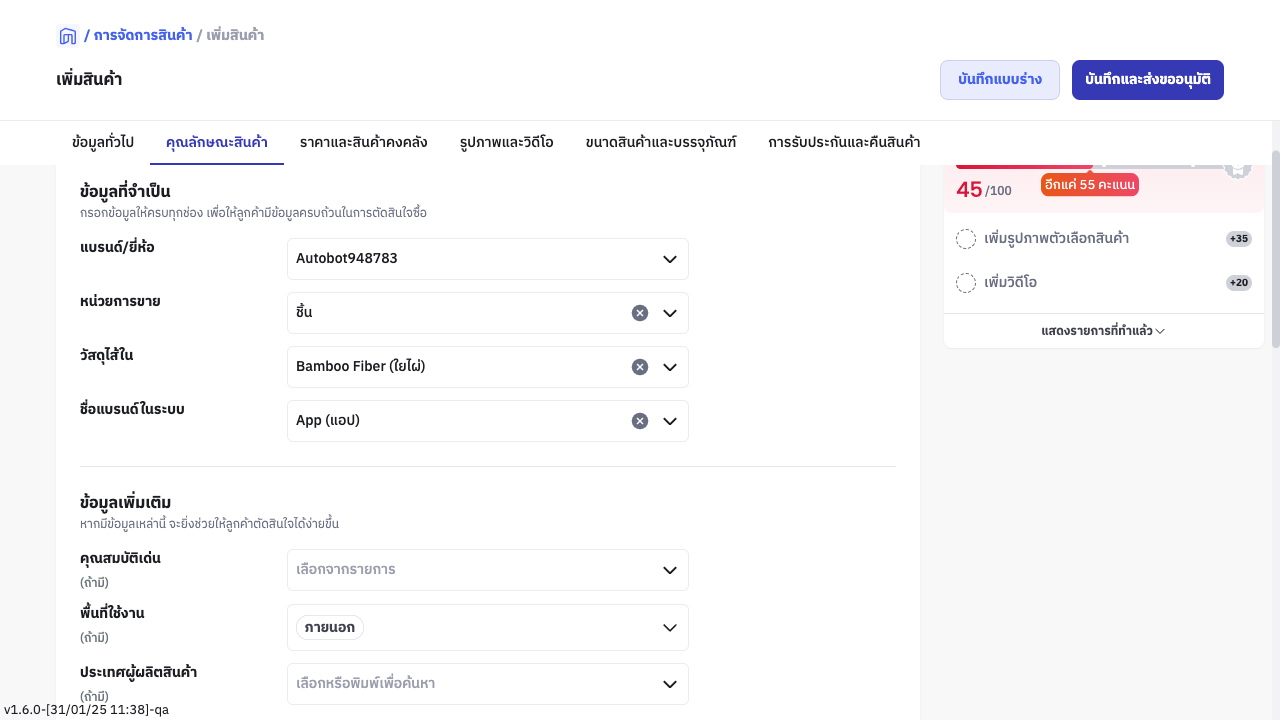 / การจัดการสินค้า / เพิ่มสินค้า
เพิ่มสินค้า
บันทึกแบบร่าง
บันทึกและส่งขออนุมัติ
ข้อมูลทั่วไป
คุณลักษณะสินค้า
ราคาและสินค้าคงคลัง
รูปภาพและวิดีโอ
ขนาดสินค้าและบรรจุภัณฑ์
การรับประกันและคืนสินค้า
ข้อมูลที่จำเป็น
กรอกข้อมูลให้ครบทุกช่อง เพื่อให้ลูกค้ามีข้อมูลครบถ้วนในการตัดสินใจซื้อ
แบรนด์/ยี่ห้อ
Autobot948783
หน่วยการขาย
ชิ้น
วัสดุไส้ใน
Bamboo Fiber (ใยไผ่)
ชื่อแบรนด์ในระบบ
App (แอป)
ข้อมูลเพิ่มเติม
หากมีข้อมูลเหล่านี้ จะยิ่งช่วยให้ลูกค้าตัดสินใจได้ง่ายขึ้น
คุณสมบัติเด่น
(ถ้ามี)
เลือกจากรายการ
พื้นที่ใช้งาน
(ถ้ามี)
ภายนอก
ประเทศผู้ผลิตสินค้า
(ถ้ามี)
เลือกหรือพิมพ์เพื่อค้นหา
45 /100
อีกแค่ 55 คะแนน
เพิ่มรูปภาพตัวเลือกสินค้า
+35
เพิ่มวิดีโอ
+20
แสดงรายการที่ทำแล้ว
v1.6.0-[31/01/25 11:38]-qa